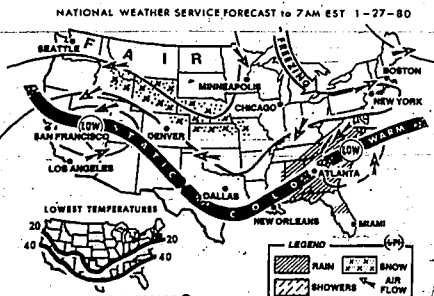 NATIONAL WEATHER SERVICE FORECAST to 7AM EST 1-27-80
SEATTLE
FAIR
FREEZING
BOSTON
MINNEAPOLIS
NEW YORK
CHICAGO
LOW
SAN FRANCISCO
STATIC
DENVER
LOW
WARM
LOS ANGELES
ATLANTA
DALLAS
COLD
NEW ORLEANS
MIAMI
LOWEST TEMPERATURES
20
20
40
40
LEGEND
RAIN
SNOW
SHOWERS
AIR
FLOW